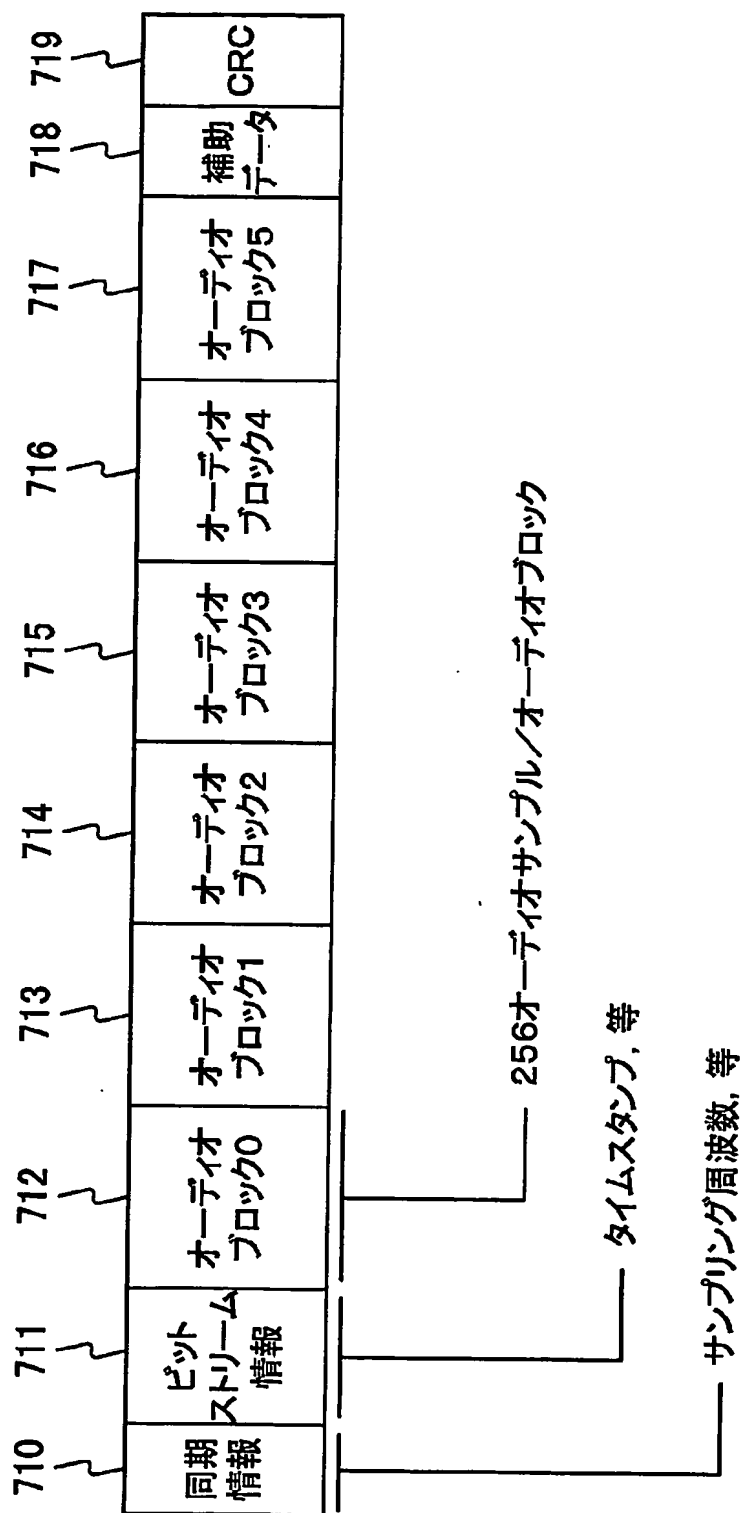 710
711
712
713
714
715
716
717
718
719
同期
情報
ビット
ストリーム
情報
オーディオ
ブロック0
オーディオ
ブロック1
オーディオ
ブロック2
オーディオ
ブロック3
オーディオ
ブロック4
オーディオ
ブロック5
補助
データ
CRC
256オーディオサンプル／オーディオブロック
タイムスタンプ, 等
サンプリング周波数, 等